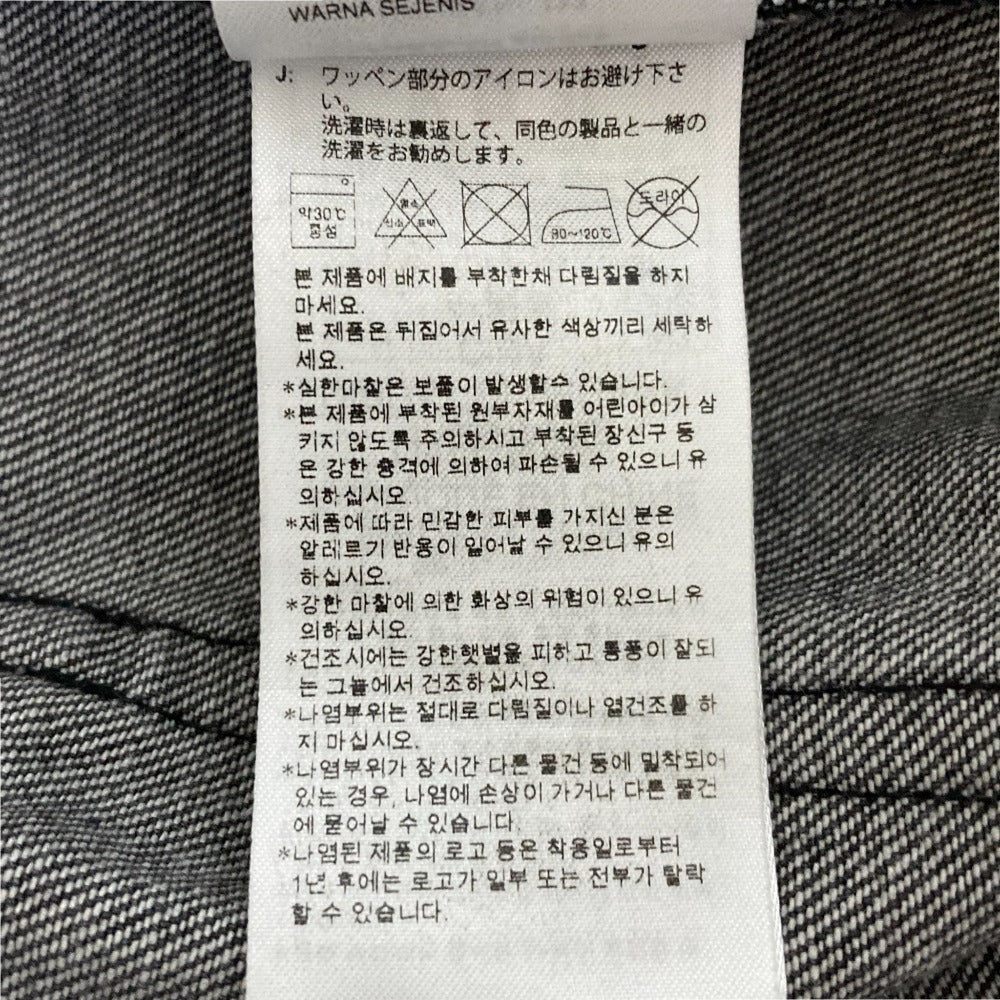 WARNA SEJENIS
J: ワッペン部分のアイロンはお避け下さ
い。
洗濯時は裏返して、同色の製品と一緒の
洗濯をお勧めします。
약30℃
중성
염소
산소 표백
80~120℃
드라이
본 제품에 배지를 부착한채 다림질을 하지
마세요.
본 제품은 뒤집어서 유사한 색상끼리 세탁하
세요.
*심한마찰은 보풀이 발생할수 있습니다.
*본 제품에 부착된 원부자재를 어린아이가 삼
키지 않도록 주의하시고 부착된 장신구 등
은 강한 충격에 의하여 파손될 수 있으니 유
의하십시오.
*제품에 따라 민감한 피부를 가지신 분은
알레르기 반응이 일어날 수 있으니 유의
하십시오.
*강한 마찰에 의한 화상의 위험이 있으니 유
의하십시오.
*건조시에는 강한햇볕을 피하고 통풍이 잘되
는 그늘에서 건조하십시오.
*나염부위는 절대로 다림질이나 열건조를 하
지 마십시오.
*나염부위가 장시간 다른 물건 등에 밀착되어
있는 경우, 나염에 손상이 가거나 다른 물건
에 묻어날 수 있습니다.
*나염된 제품의 로고 등은 착용일로부터
1년 후에는 로고가 일부 또는 전부가 탈락
할 수 있습니다.